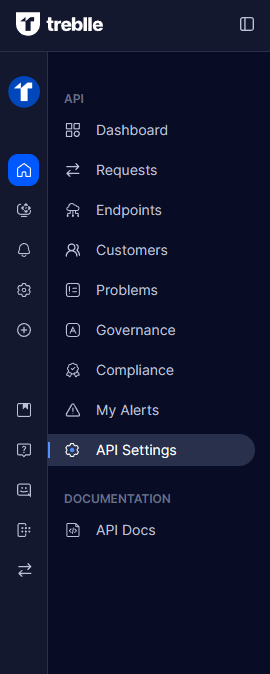 treblle
API
Dashboard
Requests
Endpoints
Customers
Problems
Governance
Compliance
My Alerts
API Settings
DOCUMENTATION
API Docs